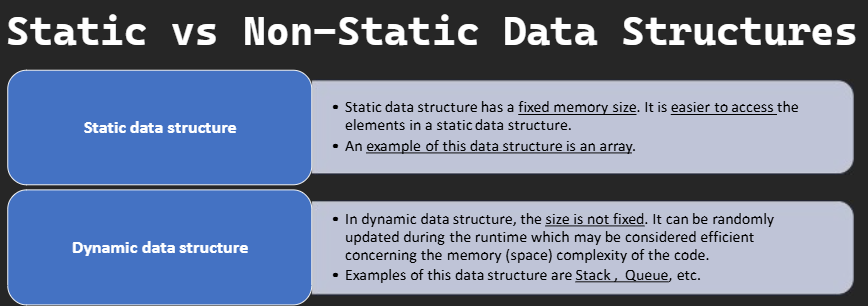 Static vs Non-Static Data Structures
Static data structure
• Static data structure has a fixed memory size. It is easier to access the
elements in a static data structure.
• An example of this data structure is an array.
Dynamic data structure
• In dynamic data structure, the size is not fixed. It can be randomly
updated during the runtime which may be considered efficient
concerning the memory (space) complexity of the code.
• Examples of this data structure are Stack , Queue, etc.